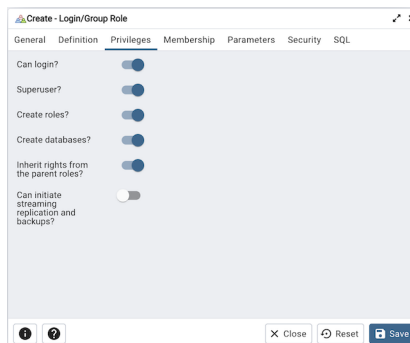 Create - Login/Group Role
General Definition Privileges Membership Parameters Security SQL
Can login?
Superuser?
Create roles?
Create databases?
Inherit rights from
the parent roles?
Can initiate
streaming
replication and
backups?
Close Reset Save